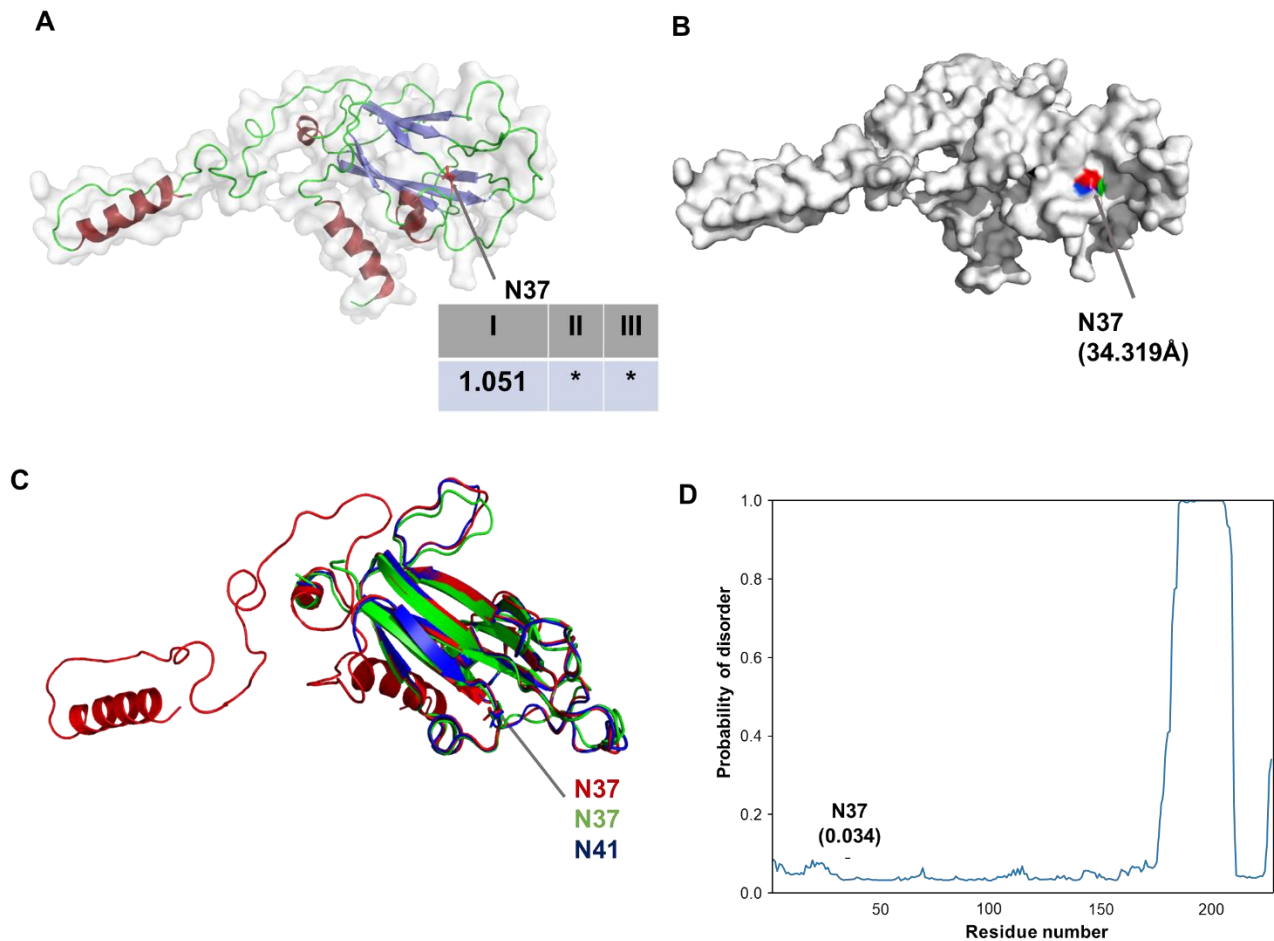 A
B
N37
I II III
1.051 * *
N37
(34.319Å)
C
N37
N37
N41
D
1.0
0.8
0.6
0.4
0.2
0.0
Probability of disorder
N37
(0.034)
50 100 150 200
Residue number